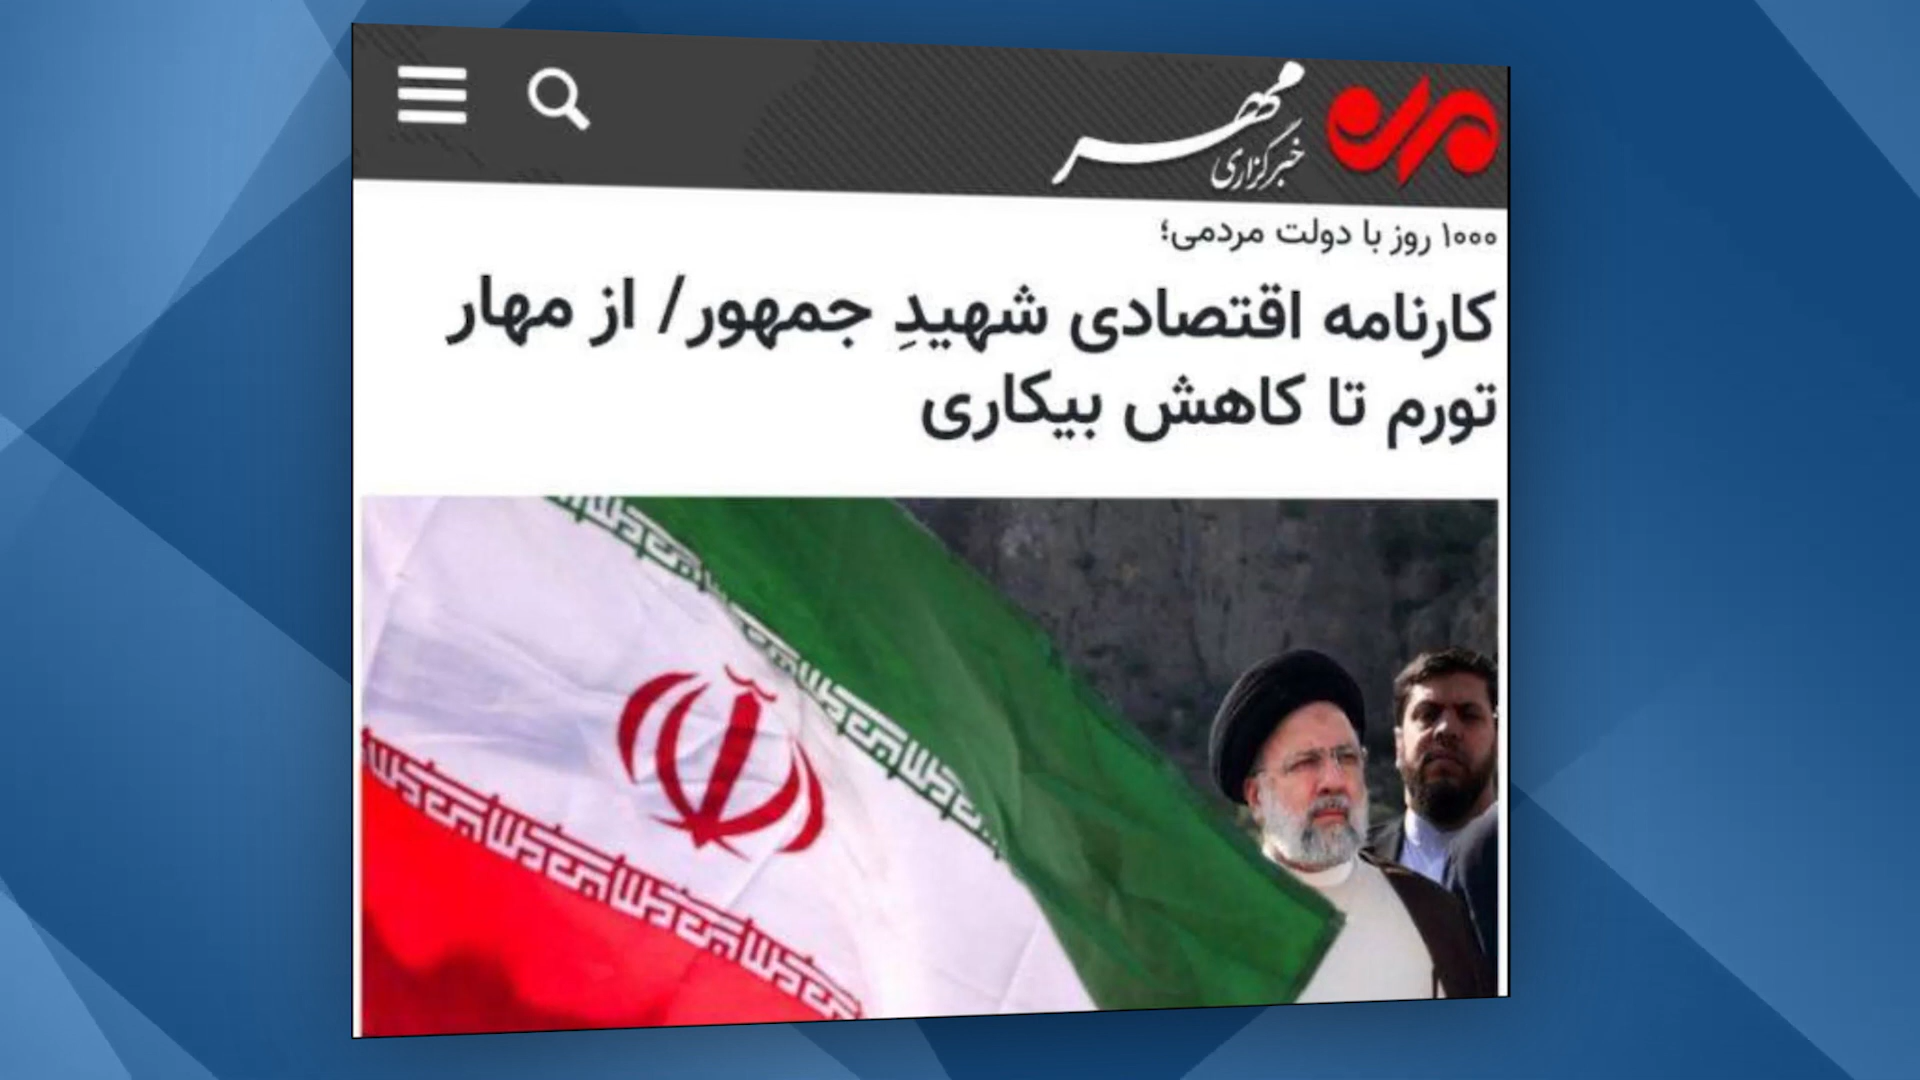 مهر
خبرگزاری
۱۰۰۰ روز با دولت مردمی؛
کارنامه اقتصادی شهیدِ جمهور/ از مهار
تورم تا کاهش بیکاری